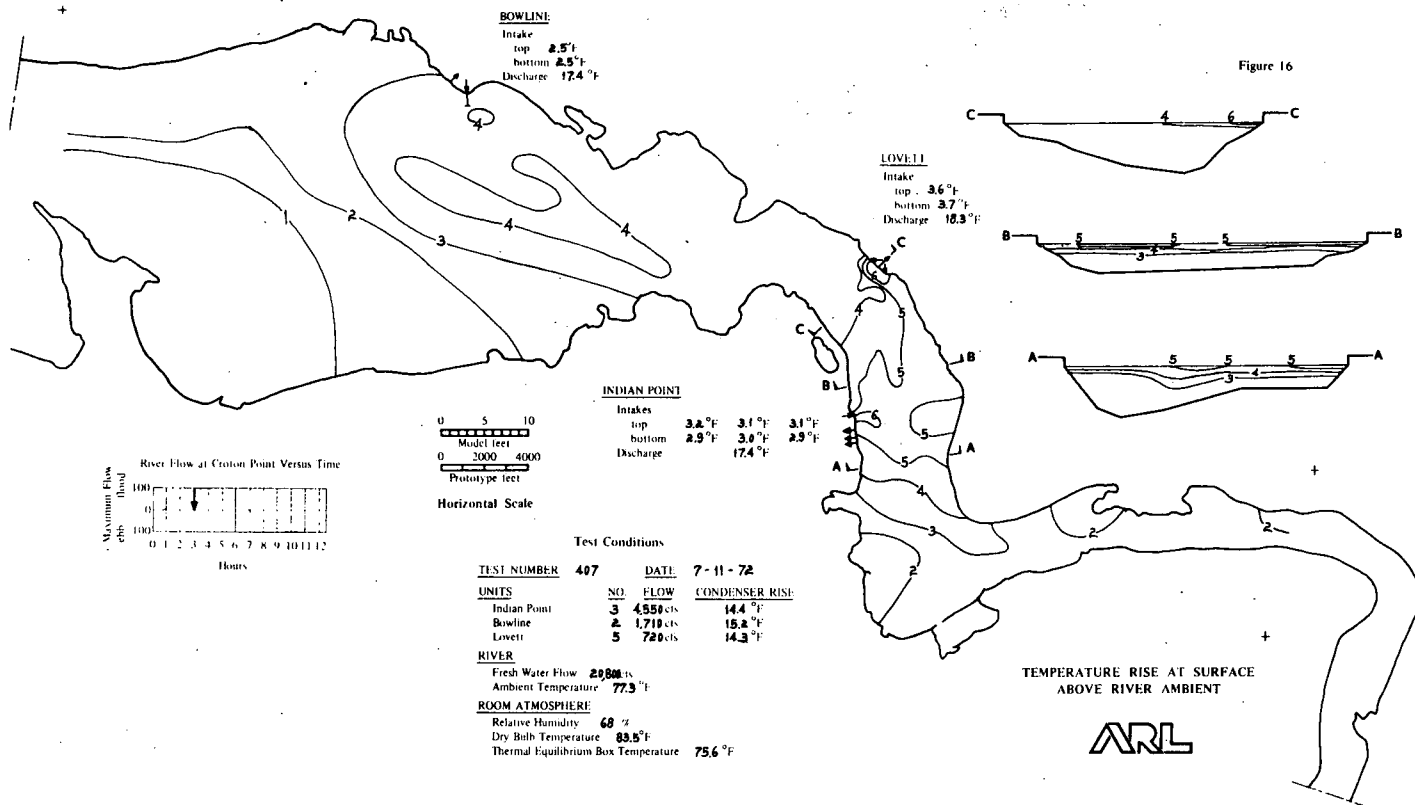 BOWLINE
Intake
top 2.5°F
bottom 2.5°F
Discharge 17.4°F
Figure 16
C 4 6 C
LOVETT
Intake
top 3.6°F
bottom 3.7°F
Discharge 18.3°F
B 5 5 5 B
4
3
A 5 5 5 A
4
3
4
1
2
3
4
4
C
6
4
5
C
5
B
B
6
5
A
5
A
4
3
2
2
2
INDIAN POINT
Intakes
top 3.2°F 3.1°F 3.1°F
bottom 2.9°F 3.0°F 2.9°F
Discharge 17.4°F
0 5 10
Model feet
0 2000 4000
Prototype feet
Horizontal Scale
River Flow at Croton Point Versus Time
Maximum Flow
ebb flood
100
0
100
0 1 2 3 4 5 6 7 8 9 10 11 12
Hours
Test Conditions
TEST NUMBER 407 DATE 7-11-72
UNITS NO. FLOW CONDENSER RISE
Indian Point 3 4,550 cfs 14.4 °F
Bowline 2 1,710 cfs 15.2 °F
Lovett 5 720 cfs 14.3 °F
RIVER
Fresh Water Flow 20,800 cfs
Ambient Temperature 77.3 °F
ROOM ATMOSPHERE
Relative Humidity 68 %
Dry Bulb Temperature 83.5°F
Thermal Equilibrium Box Temperature 75.6 °F
TEMPERATURE RISE AT SURFACE
ABOVE RIVER AMBIENT
ARL